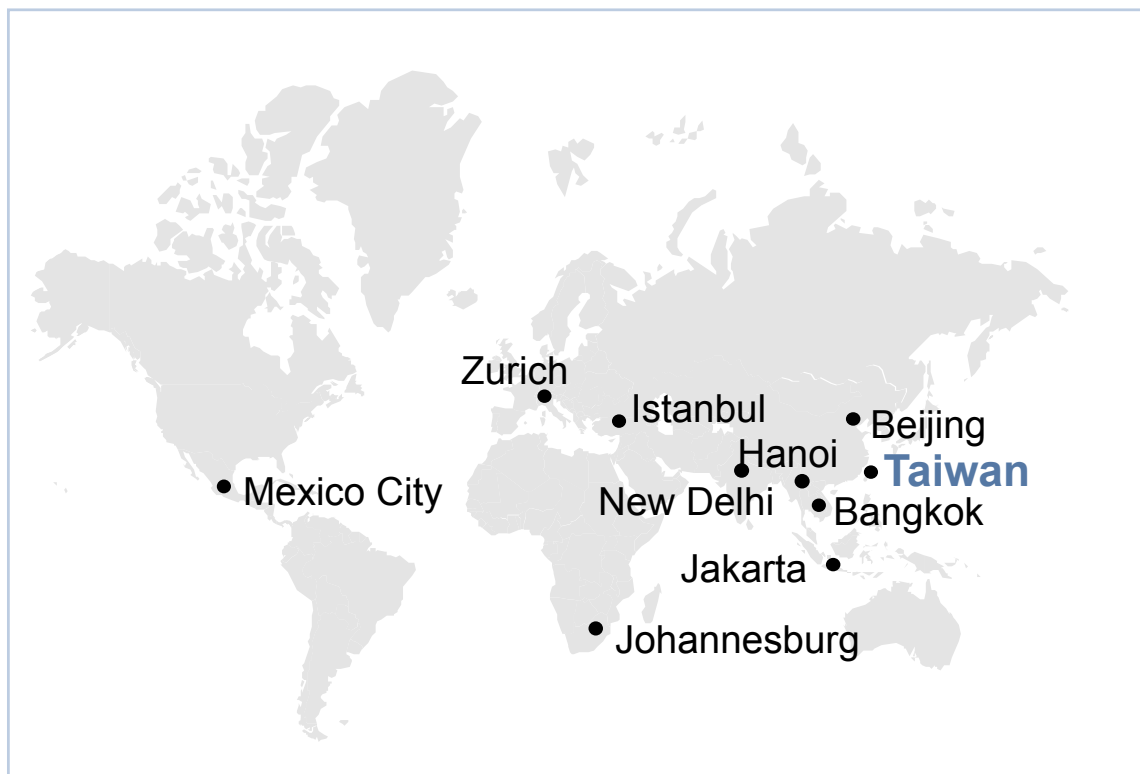 Zurich
Istanbul
Beijing
Hanoi
Taiwan
Mexico City
New Delhi
Bangkok
Jakarta
Johannesburg